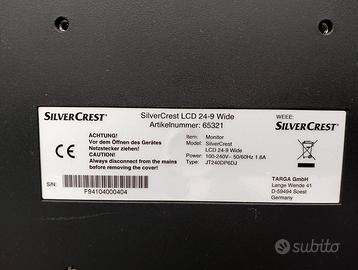 SILVERCREST
SilverCrest LCD 24-9 Wide
Artikelnummer: 65321
WEEE:
SILVERCREST
CE
ACHTUNG!
Vor dem Öffnen des Gerätes
Netzstecker ziehen!
CAUTION!
Always disconnect from the mains
before removing the cover!
Item: Monitor
Model: SilverCrest
LCD 24-9 Wide
Power: 100-240V~ 50/60Hz 1.6A
Type: JT240DP6DJ
S/N:
F94104000404
TARGA GmbH
Lange Wende 41
D-59494 Soest
Germany
subito